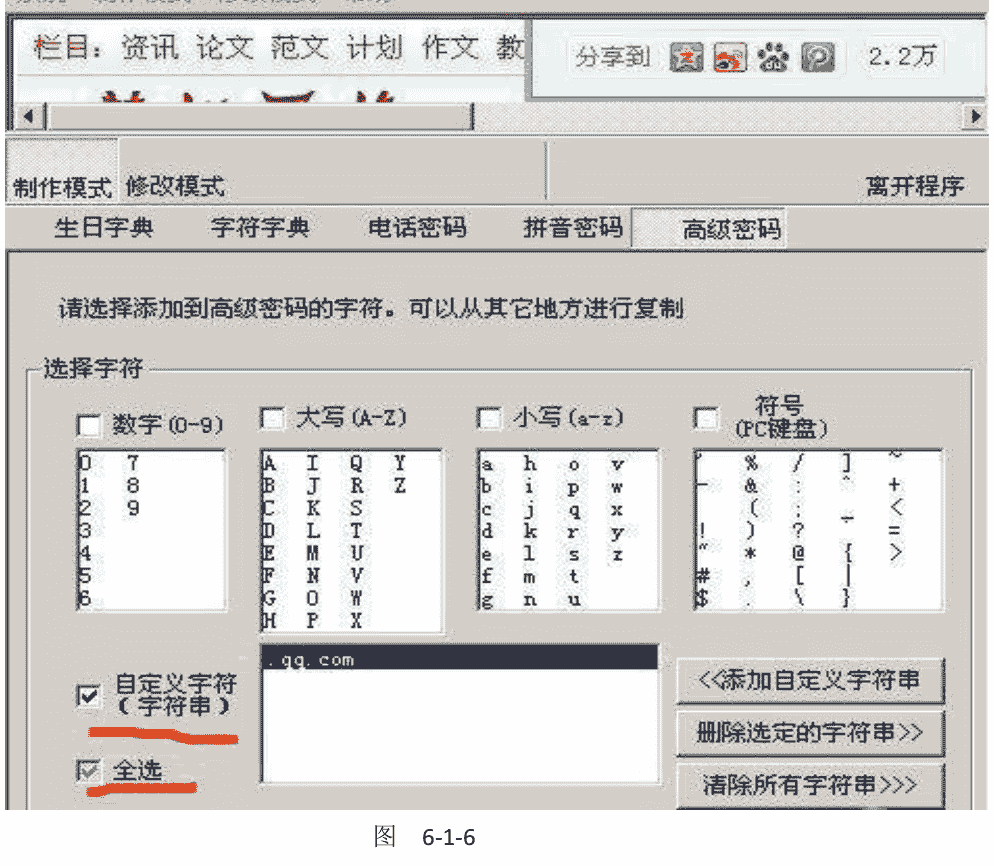 栏目：资讯 论文 范文 计划 作文 教
分享到 2.2万
制作模式 修改模式 离开程序
生日字典 字符字典 电话密码 拼音密码 高级密码
请选择添加到高级密码的字符。可以从其它地方进行复制
选择字符
数字(0-9) 大写(A-Z) 小写(a-z) 符号
(PC键盘)
0 7 A I Q Y a h o v ' % / ] ~
1 8 B J R Z b i p w - & : ^ +
2 9 C K S c j q x ( ; _ <
3 D L T d k r y ! ) ? =
4 E M U e l s z " * @ { >
5 F N V f m t # , [ |
6 G O W g n u $ . \ }
H P X
.qq.com
自定义字符
(字符串)
全选
<<添加自定义字符串
删除选定的字符串>>
清除所有字符串>>>
图 6-1-6